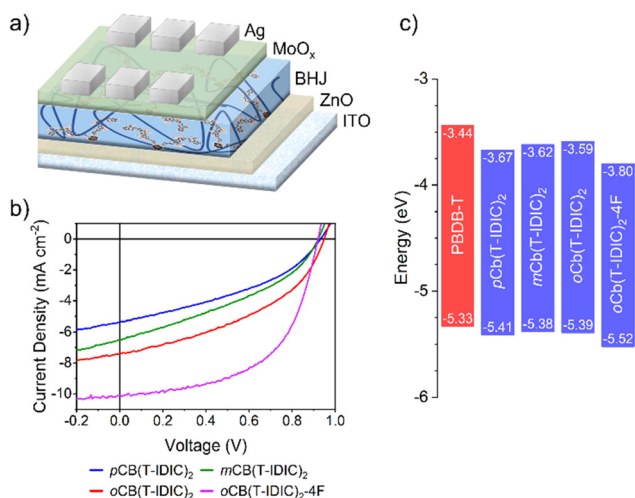 a)
Ag
MoOₓ
BHJ
ZnO
ITO
b)
Current Density (mA cm⁻²)
0
-2
-4
-6
-8
-10
-0.2 0.0 0.2 0.4 0.6 0.8 1.0
Voltage (V)
pCB(T-IDIC)₂ mCB(T-IDIC)₂
oCB(T-IDIC)₂ oCB(T-IDIC)₂-4F
c)
Energy (eV)
-3
-4
-5
-6
-3.44
PBDB-T
-5.33
-3.67
pCb(T-IDIC)₂
-5.41
-3.62
mCb(T-IDIC)₂
-5.38
-3.59
oCb(T-IDIC)₂
-5.39
-3.80
oCb(T-IDIC)₂-4F
-5.52